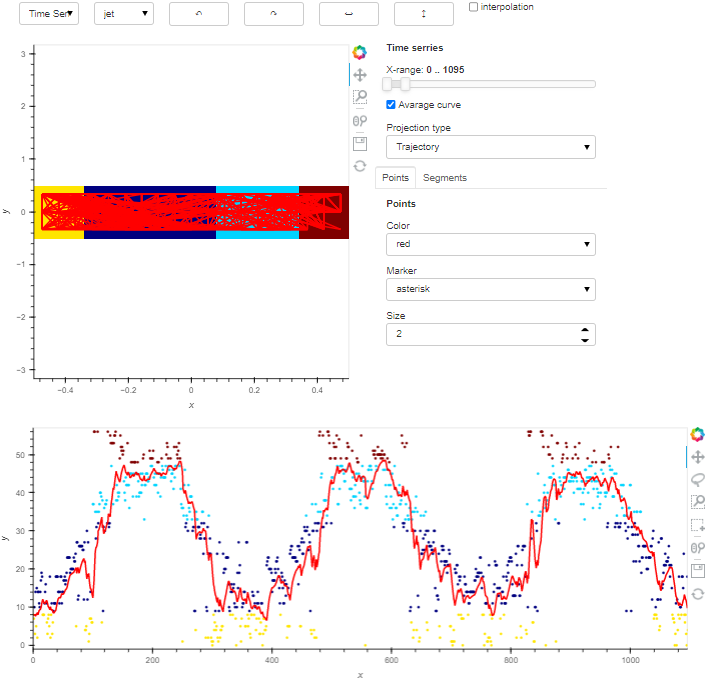 Time Ser
jet
↶
↷
interpolation
Time serries
X-range: 0 .. 1095
Avarage curve
Projection type
Trajectory
Points Segments
Points
Color
red
Marker
asterisk
Size
2
3
2
1
0
−1
−2
−3
y
−0.4 −0.2 0 0.2 0.4
x
50
40
30
20
10
0
y
0 200 400 600 800 1000
x